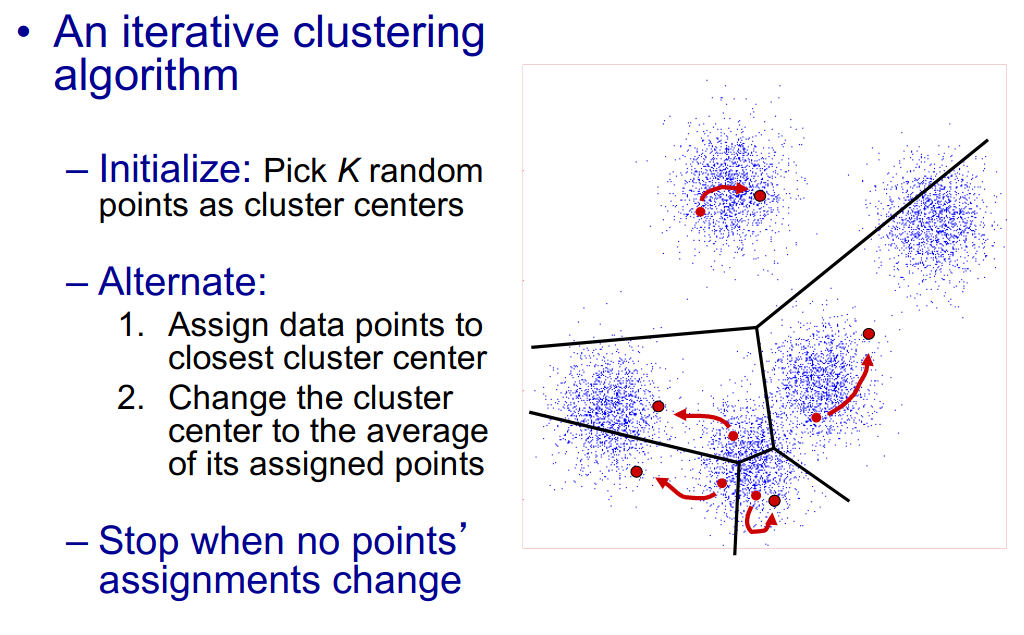 • An iterative clustering
algorithm
– Initialize: Pick K random
points as cluster centers
– Alternate:
1. Assign data points to
closest cluster center
2. Change the cluster
center to the average
of its assigned points
– Stop when no points’
assignments change